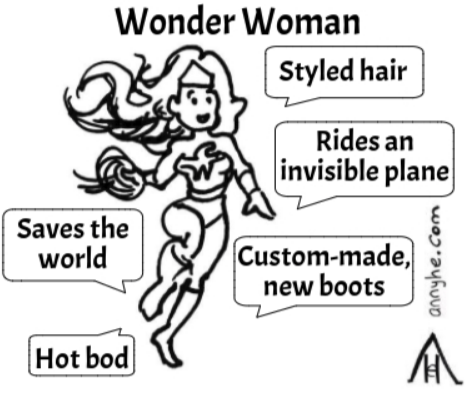 Wonder Woman
Styled hair
Rides an
invisible plane
Saves the
world
Custom-made,
new boots
Hot bod
W
annyhe.com
AH